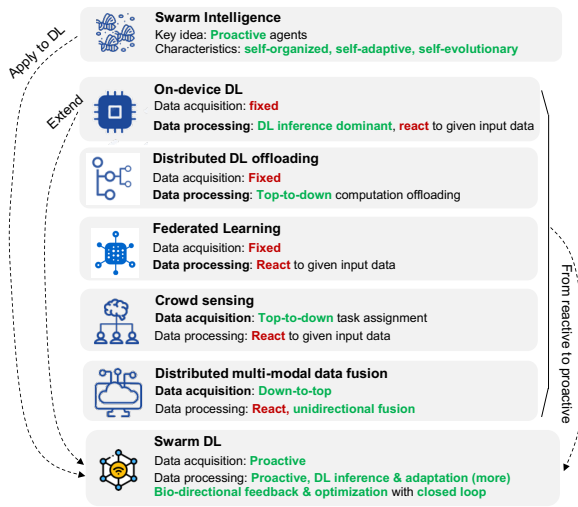 Swarm Intelligence
Key idea: Proactive agents
Characteristics: self-organized, self-adaptive, self-evolutionary
Apply to DL
Extend
On-device DL
Data acquisition: fixed
Data processing: DL inference dominant, react to given input data
Distributed DL offloading
Data acquisition: Fixed
Data processing: Top-to-down computation offloading
Federated Learning
Data acquisition: Fixed
Data processing: React to given input data
Crowd sensing
Data acquisition: Top-to-down task assignment
Data processing: React to given input data
Distributed multi-modal data fusion
Data acquisition: Down-to-top
Data processing: React, unidirectional fusion
From reactive to proactive
Swarm DL
Data acquisition: Proactive
Data processing: Proactive, DL inference & adaptation (more)
Bio-directional feedback & optimization with closed loop